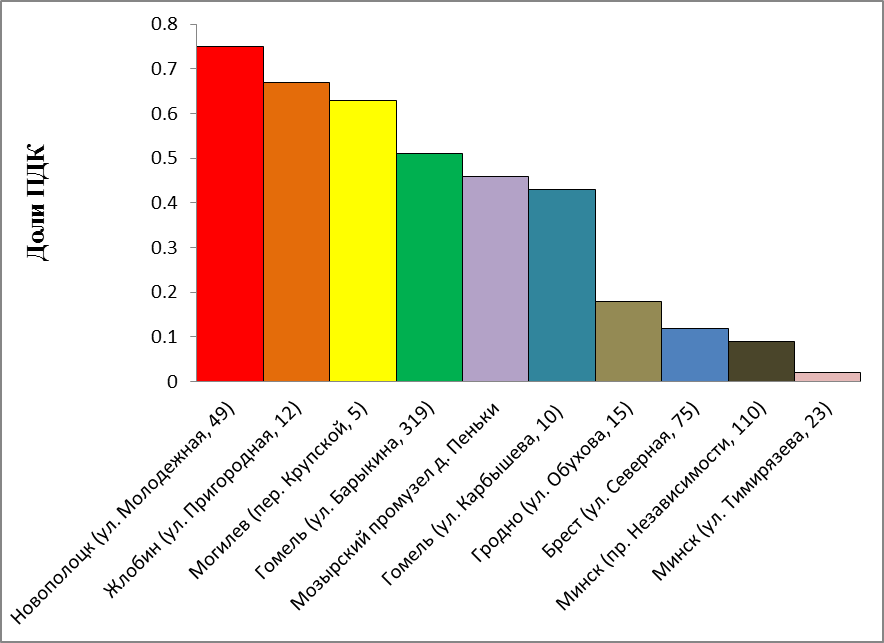 Доли ПДК
0.8
0.7
0.6
0.5
0.4
0.3
0.2
0.1
0
Новополоцк (ул. Молодежная, 49)
Жлобин (ул. Пригородная, 12)
Могилев (пер. Крупской, 5)
Гомель (ул. Барыкина, 319)
Мозырский промузел д. Пеньки
Гомель (ул. Карбышева, 10)
Гродно (ул. Обухова, 15)
Брест (ул. Северная, 75)
Минск (пр. Независимости, 110)
Минск (ул. Тимирязева, 23)